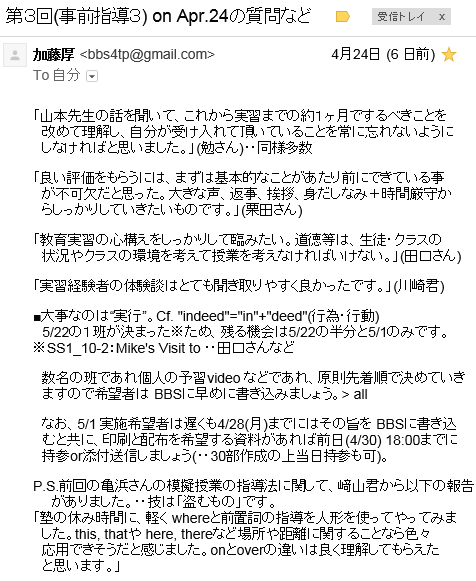 第3回(事前指導3) on Apr.24の質問など
受信トレイ x
加藤厚 <bbs4tp@gmail.com>
4月24日 (6 日前)
To 自分
「山本先生の話を聞いて、これから実習までの約1ヶ月でするべきことを
改めて理解し、自分が受け入れて頂いていることを常に忘れないように
しなければと思いました。」(勉さん)‥同様多数
「良い評価をもらうには、まずは基本的なことがあたり前にできている事
が不可欠だと思った。大きな声、返事、挨拶、身だしなみ＋時間厳守か
らしっかりしていきたいものです。」(栗田さん)
「教育実習の心構えをしっかりして臨みたい。道徳等は、生徒・クラスの
状況やクラスの環境を考えて授業を考えなければいけない。」(田口さん)
「実習経験者の体験談はとても聞き取りやすく良かったです。」(川崎君)
■大事なのは“実行”。Cf. "indeed"="in"+"deed"(行為・行動)
5/22の１班が決まった※ため、残る機会は5/22の半分と5/1のみです。
※SS1_10-2：Mike's Visit to ‥田口さんなど
数名の班であれ個人の予習video などであれ、原則先着順で決めていき
ますので希望者は BBSに早めに書き込みましょう。> all
なお、5/1 実施希望者は遅くも4/28(月)までにはその旨を BBSに書き込
むと共に、印刷と配布を希望する資料があれば前日(4/30) 18:00までに
持参or添付送信しましょう(‥30部作成の上当日持参も可)。
P.S.前回の亀浜さんの模擬授業の指導法に関して、﨑山君から以下の報告
がありました。‥技は「盗むもの」です。
「塾の休み時間に、軽く whereと前置詞の指導を人形を使ってやってみま
した。this, thatや here, thereなど場所や距離に関することなら色々
応用できそうだと感じました。onとoverの違いは良く理解してもらえた
と思います。」